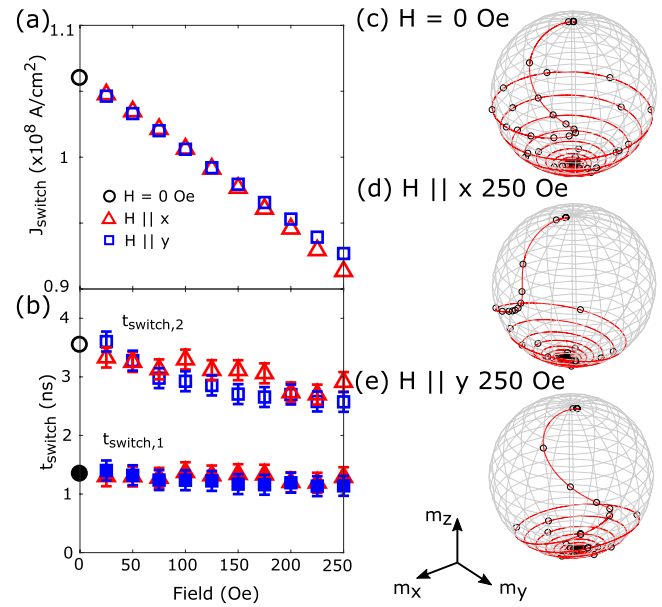 (a)
1.1
1
0.9
J_switch (x10^8 A/cm^2)
H = 0 Oe
H || x
H || y
(b)
t_switch,2
t_switch,1
4
3
2
1
0
t_switch (ns)
0 50 100 150 200 250
Field (Oe)
(c) H = 0 Oe
(d) H || x 250 Oe
(e) H || y 250 Oe
m_z
m_x
m_y